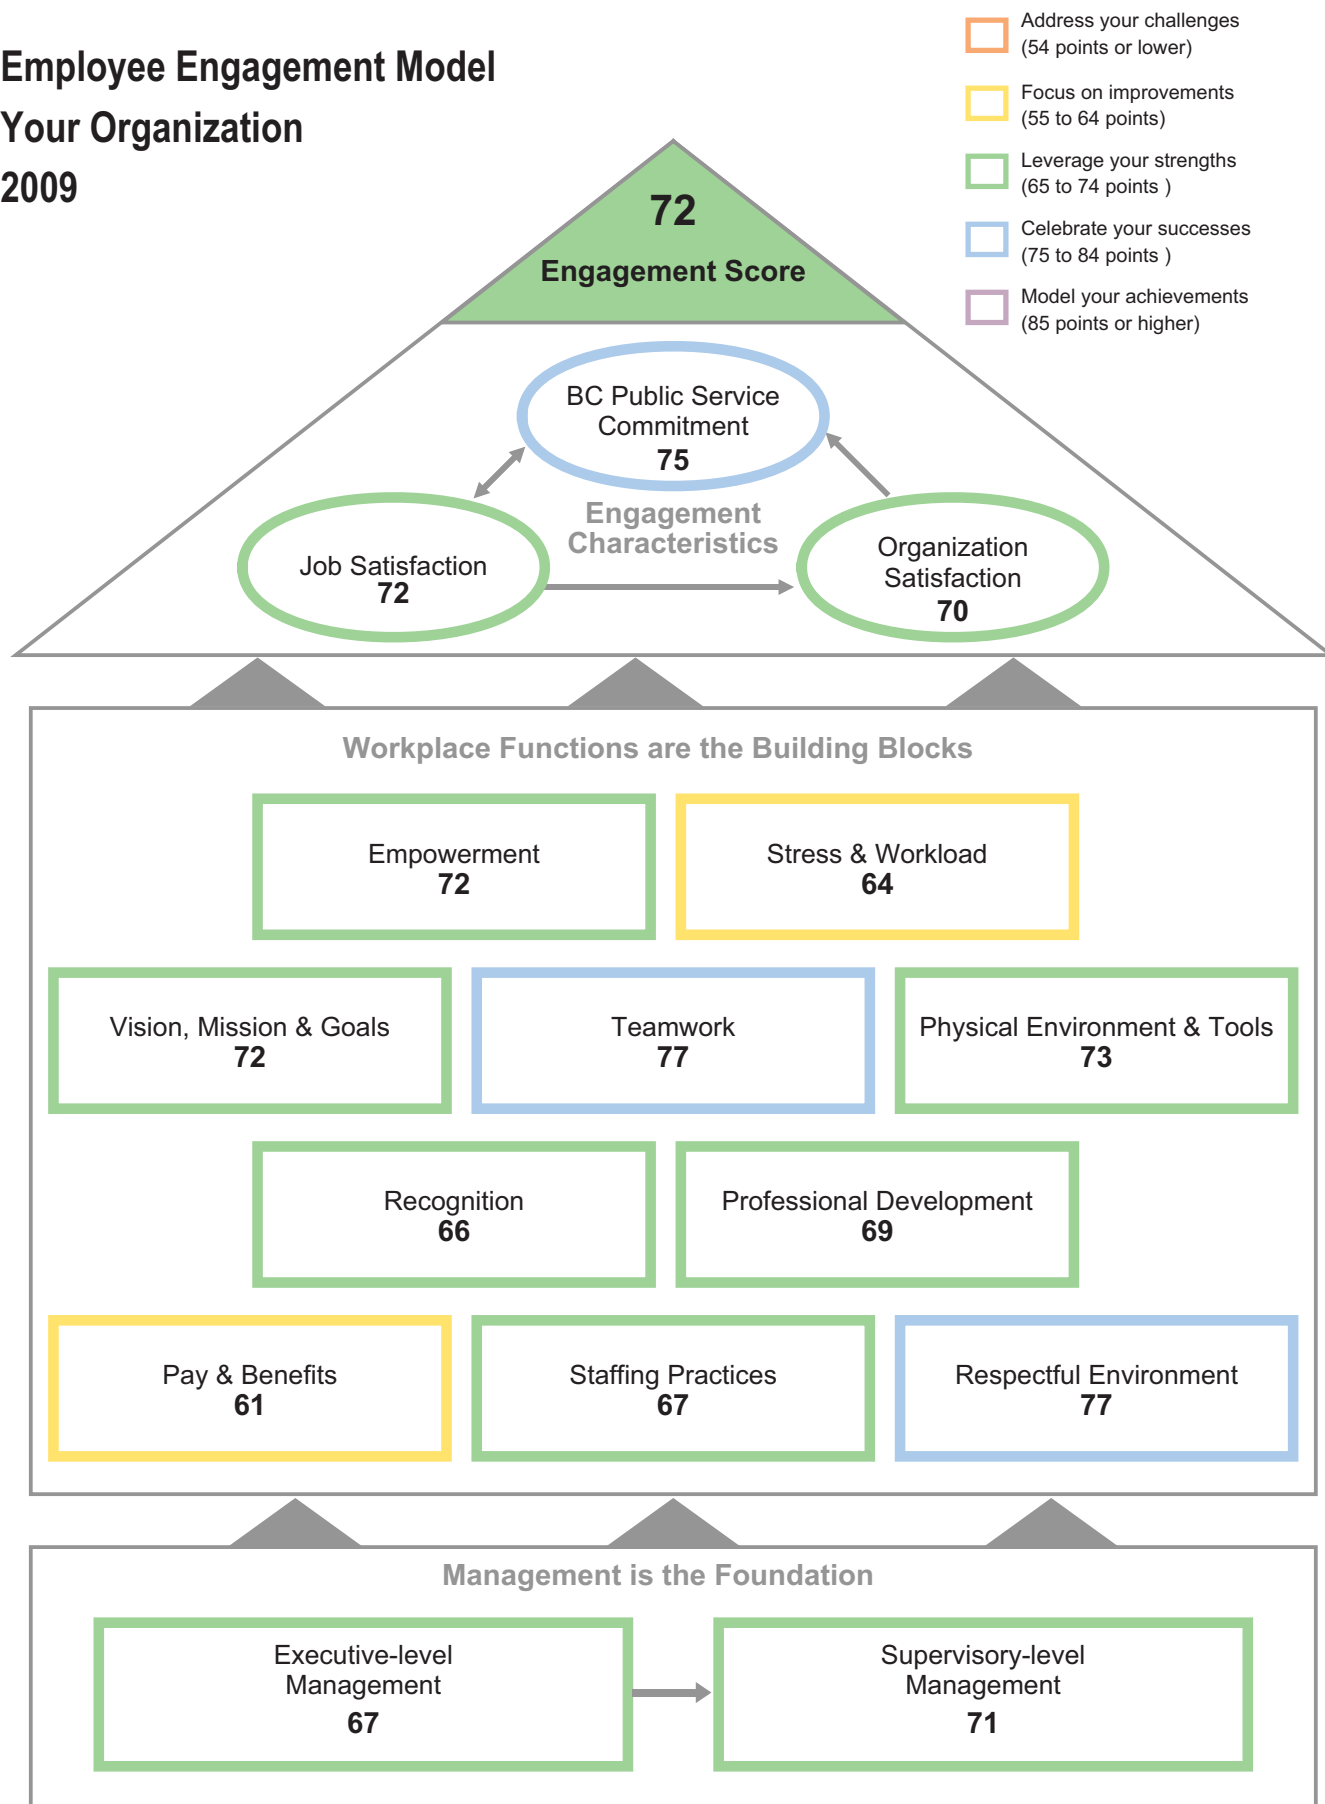 Employee Engagement Model
Your Organization
2009
Address your challenges
(54 points or lower)
Focus on improvements
(55 to 64 points)
Leverage your strengths
(65 to 74 points )
Celebrate your successes
(75 to 84 points )
Model your achievements
(85 points or higher)
72
Engagement Score
BC Public Service
Commitment
75
Engagement
Characteristics
Job Satisfaction
72
Organization
Satisfaction
70
Workplace Functions are the Building Blocks
Empowerment
72
Stress & Workload
64
Vision, Mission & Goals
72
Teamwork
77
Physical Environment & Tools
73
Recognition
66
Professional Development
69
Pay & Benefits
61
Staffing Practices
67
Respectful Environment
77
Management is the Foundation
Executive-level
Management
67
Supervisory-level
Management
71